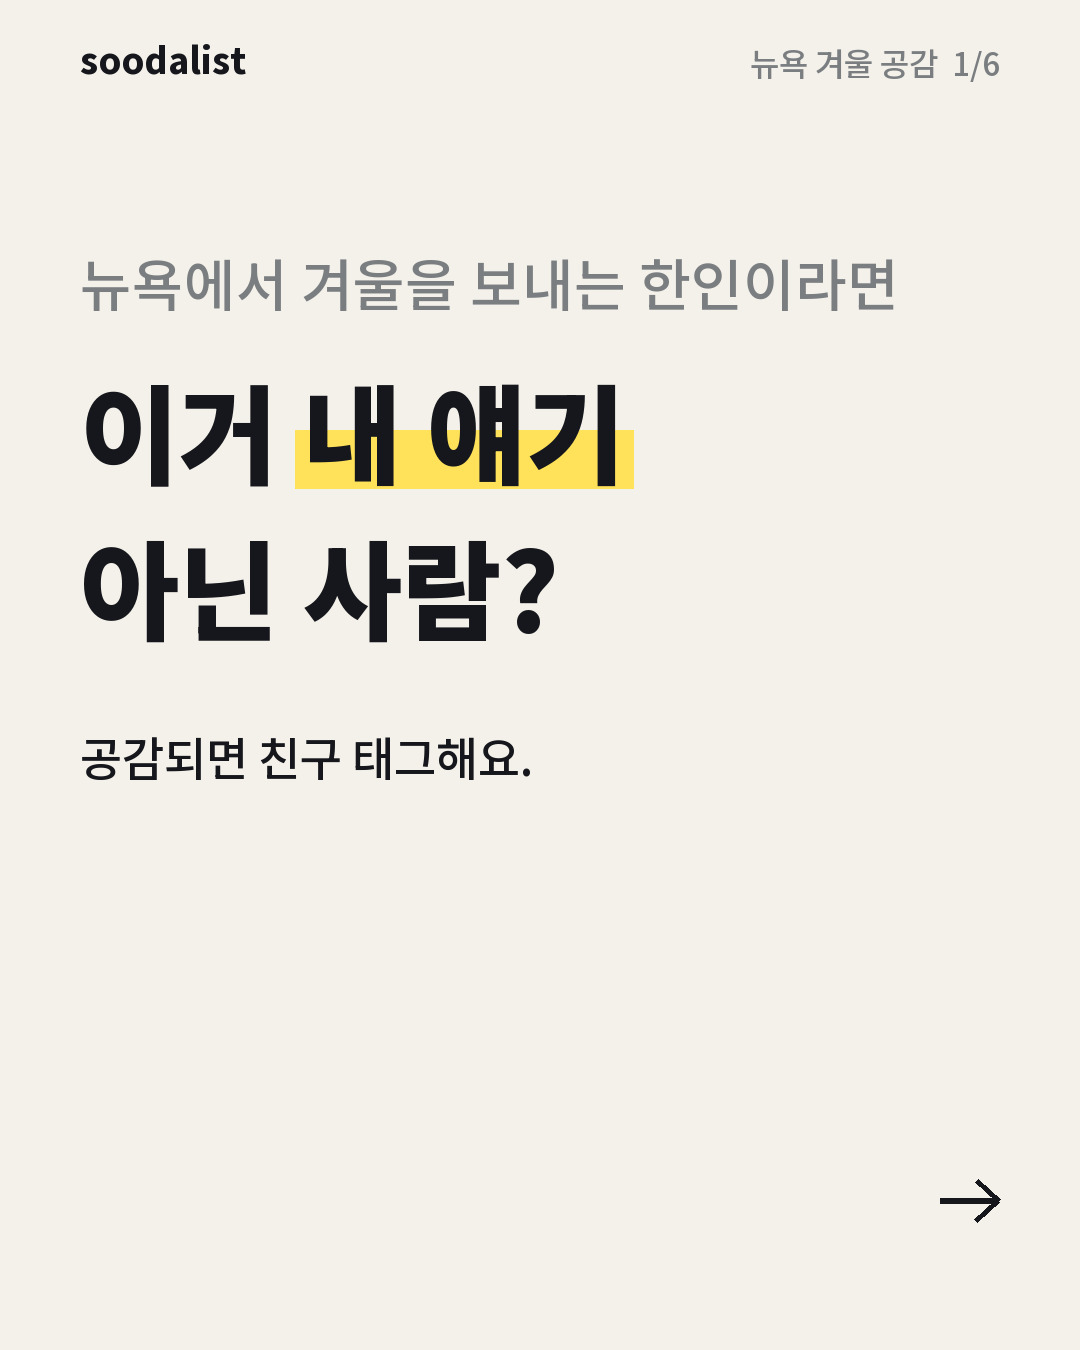 soodalist
뉴욕 겨울 공감 1/6
뉴욕에서 겨울을 보내는 한인이라면
이거 내 얘기
아닌 사람?
공감되면 친구 태그해요.